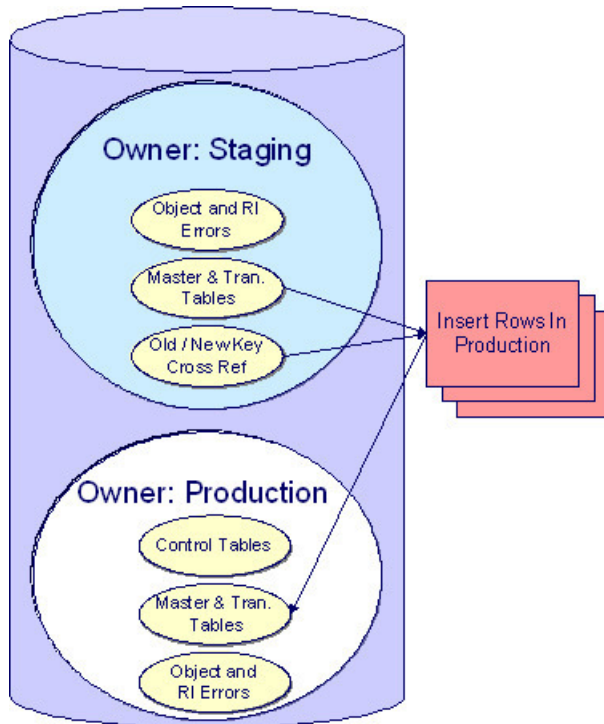 Owner: Staging
Object and RI
Errors
Master & Tran.
Tables
Old / NewKey
Cross Ref
Insert Rows In
Production
Owner: Production
Control Tables
Master & Tran.
Tables
Object and
RI Errors